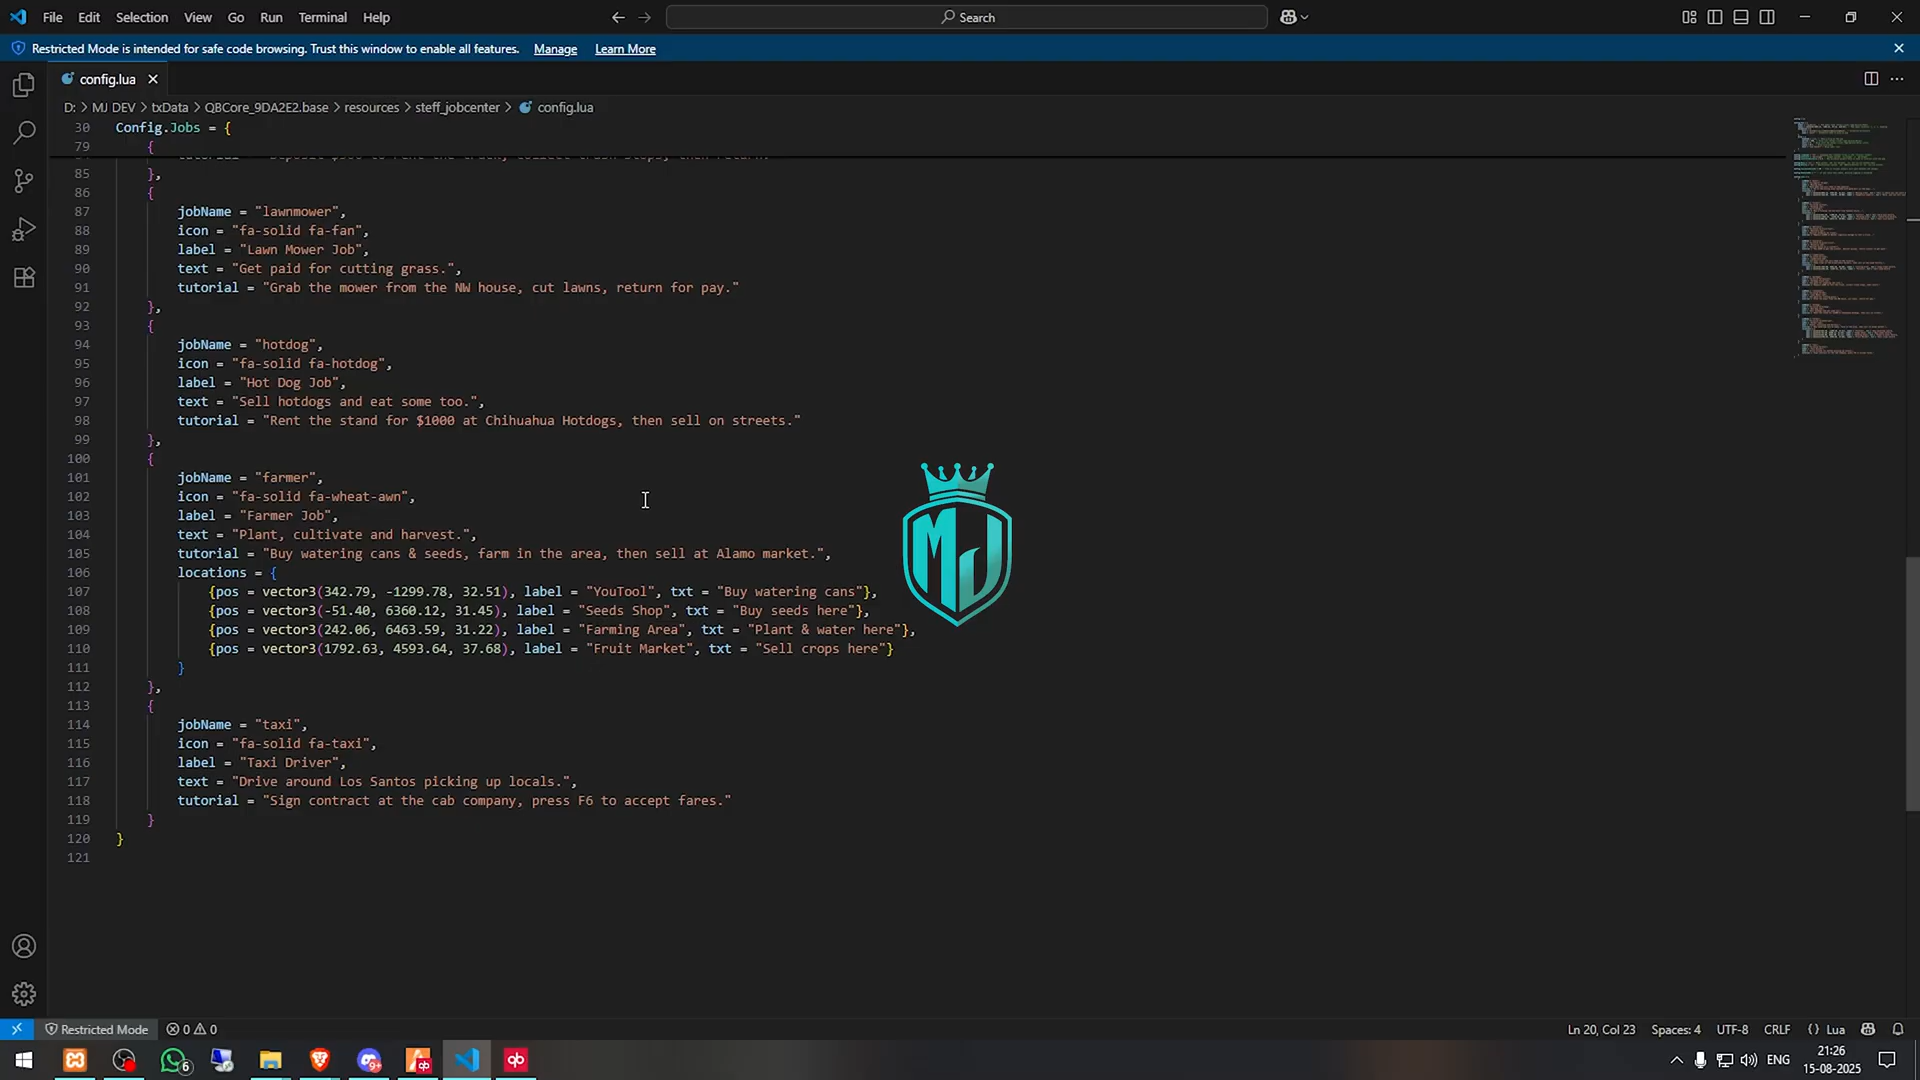 File Edit Selection View Go Run Terminal Help
Search
Restricted Mode is intended for safe code browsing. Trust this window to enable all features. Manage Learn More
config.lua
D: > MJ DEV > txData > QBCore_9DA2E2.base > resources > steff_jobcenter > config.lua
30 Config.Jobs = {
79 {
85 },
86 {
87 jobName = "lawnmower",
88 icon = "fa-solid fa-fan",
89 label = "Lawn Mower Job",
90 text = "Get paid for cutting grass.",
91 tutorial = "Grab the mower from the NW house, cut lawns, return for pay."
92 },
93 {
94 jobName = "hotdog",
95 icon = "fa-solid fa-hotdog",
96 label = "Hot Dog Job",
97 text = "Sell hotdogs and eat some too.",
98 tutorial = "Rent the stand for $1000 at Chihuahua Hotdogs, then sell on streets."
99 },
100 {
101 jobName = "farmer",
102 icon = "fa-solid fa-wheat-awn",
103 label = "Farmer Job",
104 text = "Plant, cultivate and harvest.",
105 tutorial = "Buy watering cans & seeds, farm in the area, then sell at Alamo market.",
106 locations = {
107 {pos = vector3(342.79, -1299.78, 32.51), label = "YouTool", txt = "Buy watering cans"},
108 {pos = vector3(-51.40, 6360.12, 31.45), label = "Seeds Shop", txt = "Buy seeds here"},
109 {pos = vector3(242.06, 6463.59, 31.22), label = "Farming Area", txt = "Plant & water here"},
110 {pos = vector3(1792.63, 4593.64, 37.68), label = "Fruit Market", txt = "Sell crops here"}
111 }
112 },
113 {
114 jobName = "taxi",
115 icon = "fa-solid fa-taxi",
116 label = "Taxi Driver",
117 text = "Drive around Los Santos picking up locals.",
118 tutorial = "Sign contract at the cab company, press F6 to accept fares."
119 }
120 }
121
MJ
Restricted Mode 0 0
Ln 20, Col 23 Spaces: 4 UTF-8 CRLF {} Lua
6 9+ qb qb
ENG
21:26
15-08-2025